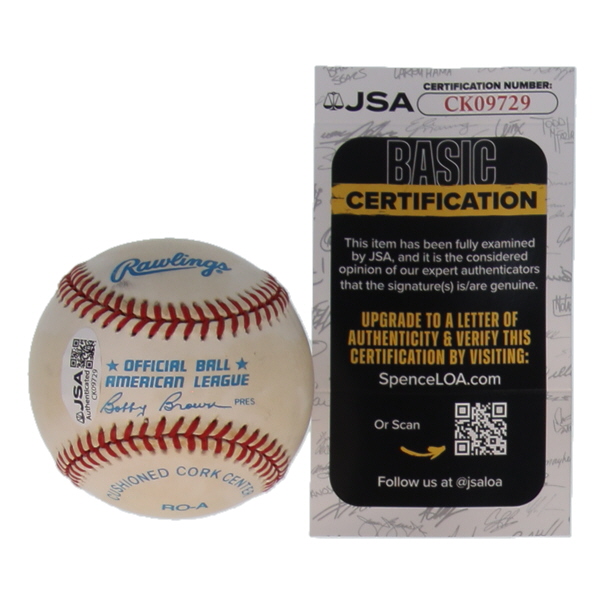 Rawlings
★ OFFICIAL BALL ★
AMERICAN LEAGUE
Bobby Brown PRES
CUSHIONED CORK CENTER
RO-A
JSA
Authenticated
CK09729
JSA
CERTIFICATION NUMBER:
CK09729
BASIC
CERTIFICATION
This item has been fully examined
by JSA, and it is the considered
opinion of our expert authenticators
that the signature(s) is/are genuine.
UPGRADE TO A LETTER OF
AUTHENTICITY & VERIFY THIS
CERTIFICATION BY VISITING:
SpenceLOA.com
Or Scan
Follow us at @jsaloa